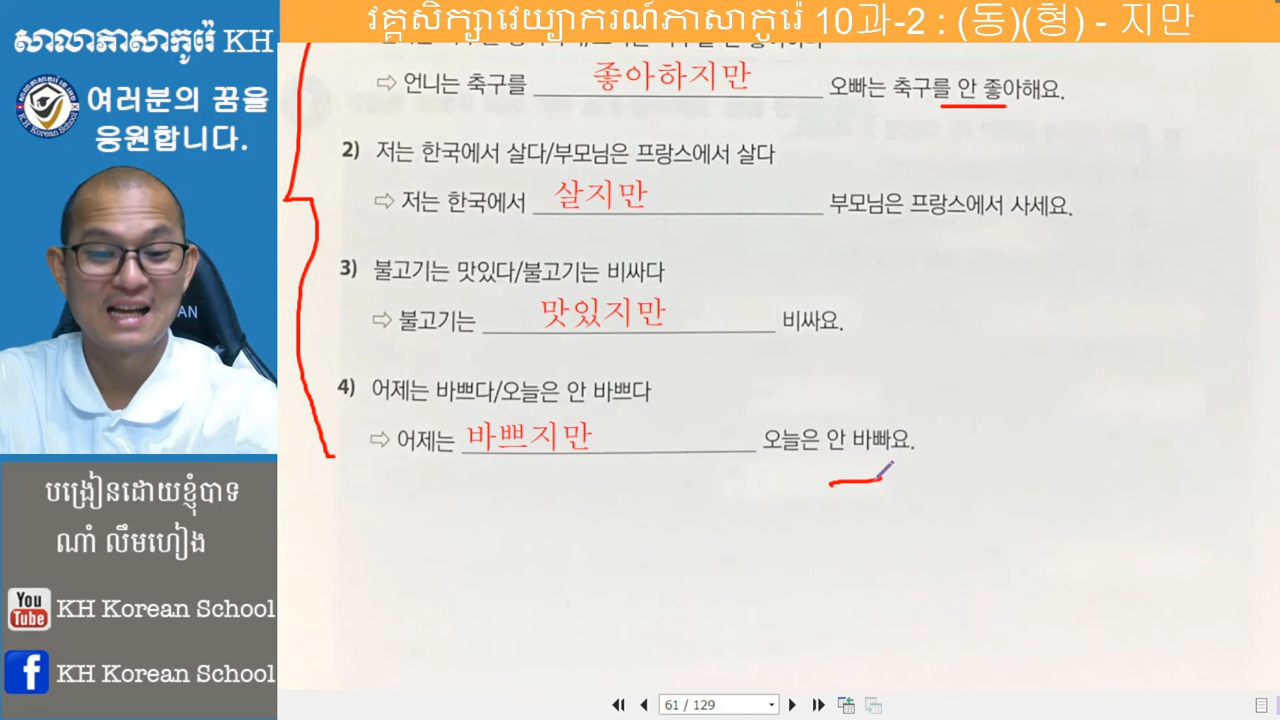 វគ្គសិក្សាវេយ្យាករណ៍ភាសាកូរ៉េ 10과-2 : (동)(형) - 지만
សាលាភាសាកូរ៉េ KH
여러분의 꿈을
응원합니다.
KH Korean School
⇨ 언니는 축구를 좋아하지만 오빠는 축구를 안 좋아해요.
2) 저는 한국에서 살다/부모님은 프랑스에서 살다
⇨ 저는 한국에서 살지만 부모님은 프랑스에서 사세요.
3) 불고기는 맛있다/불고기는 비싸다
⇨ 불고기는 맛있지만 비싸요.
4) 어제는 바쁘다/오늘은 안 바쁘다
⇨ 어제는 바쁘지만 오늘은 안 바빠요.
AN
បង្រៀនដោយខ្ញុំបាទ
ណាំ លឹមហៀង
You
Tube
KH Korean School
f KH Korean School
61 / 129